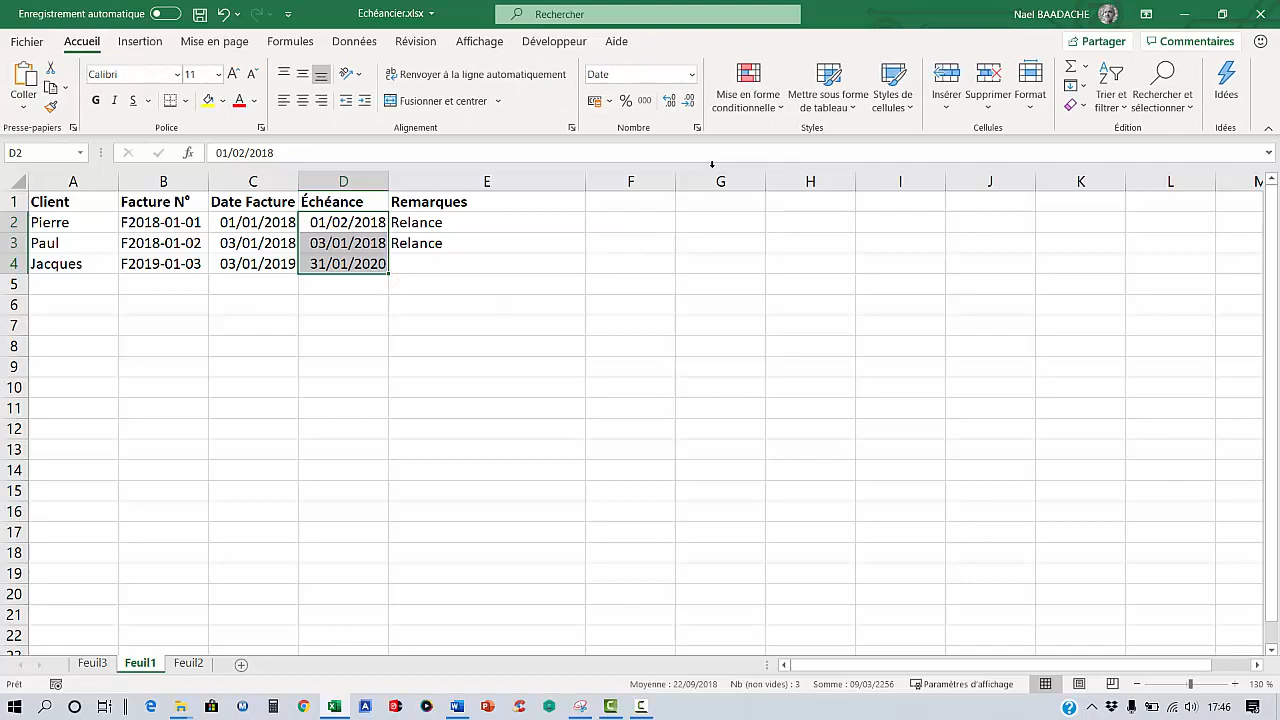 Enregistrement automatique
Echéancier.xlsx
Rechercher
Nael BAADACHE
Fichier Accueil Insertion Mise en page Formules Données Révision Affichage Développeur Aide Partager Commentaires
Coller
Presse-papiers
Calibri 11
G I S
Police
Renvoyer à la ligne automatiquement
Fusionner et centrer
Alignement
Date
% 000
Nombre
Mise en forme conditionnelle
Mettre sous forme de tableau
Styles de cellules
Styles
Insérer Supprimer Format
Cellules
Trier et filtrer
Rechercher et sélectionner
Édition
Idées
Idées
D2 fx 01/02/2018
A B C D E F G H I J K L M
1 Client Facture N° Date Facture Échéance Remarques
2 Pierre F2018-01-01 01/01/2018 01/02/2018 Relance
3 Paul F2018-01-02 03/01/2018 03/01/2018 Relance
4 Jacques F2019-01-03 03/01/2019 31/01/2020
5
6
7
8
9
10
11
12
13
14
15
16
17
18
19
20
21
22
23
Feuil3 Feuil1 Feuil2
Prêt Moyenne : 22/09/2018 Nb (non vides) : 3 Somme : 09/03/2256 Paramètres d'affichage 130 %
17:46